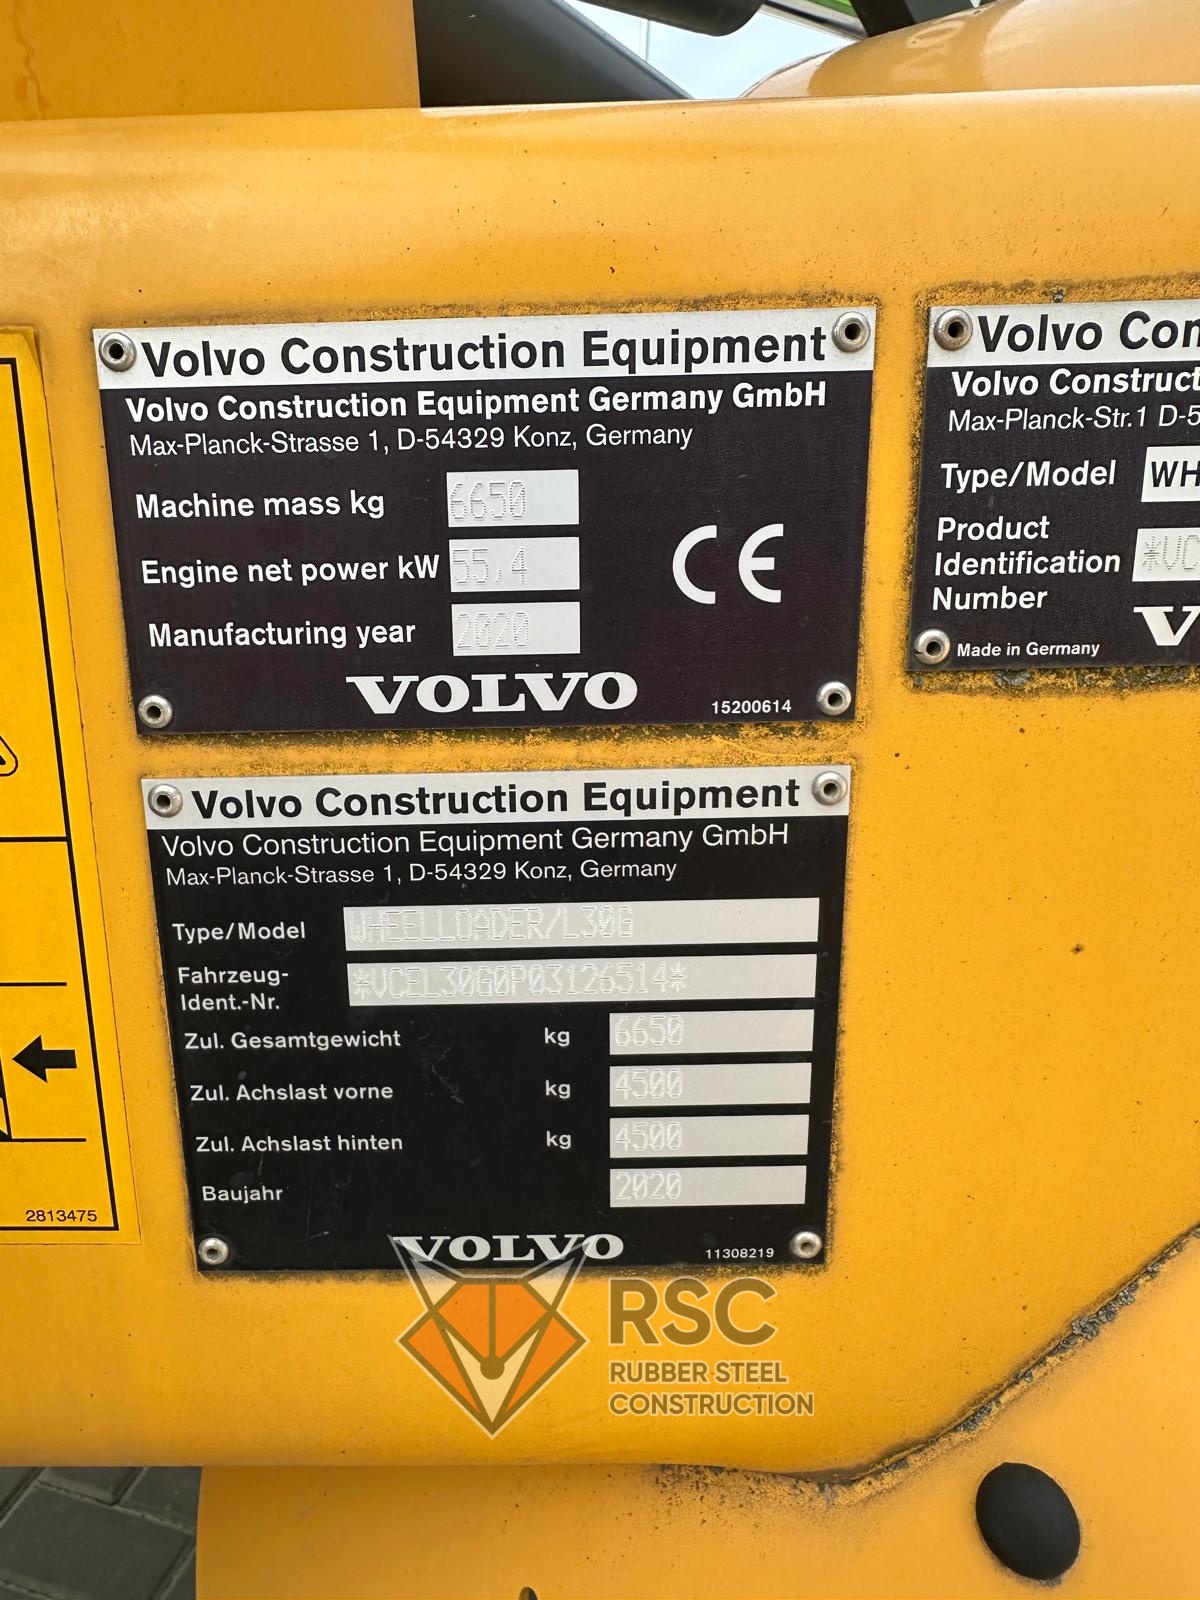 Volvo Construction Equipment
Volvo Construction Equipment Germany GmbH
Max-Planck-Strasse 1, D-54329 Konz, Germany
Machine mass kg 6650
Engine net power kW 55,4
Manufacturing year 2020
CE
VOLVO
15200614
Volvo Con
Volvo Construct
Max-Planck-Str.1 D-5
Type/Model WH
Product
Identification *VC
Number
V
Made in Germany
Volvo Construction Equipment
Volvo Construction Equipment Germany GmbH
Max-Planck-Strasse 1, D-54329 Konz, Germany
Type/Model WHEELLOADER/L30G
Fahrzeug-
Ident.-Nr. *VCEL30G0P03126514*
Zul. Gesamtgewicht kg 6650
Zul. Achslast vorne kg 4500
Zul. Achslast hinten kg 4500
Baujahr 2020
VOLVO
11308219
2813475
RSC
RUBBER STEEL
CONSTRUCTION